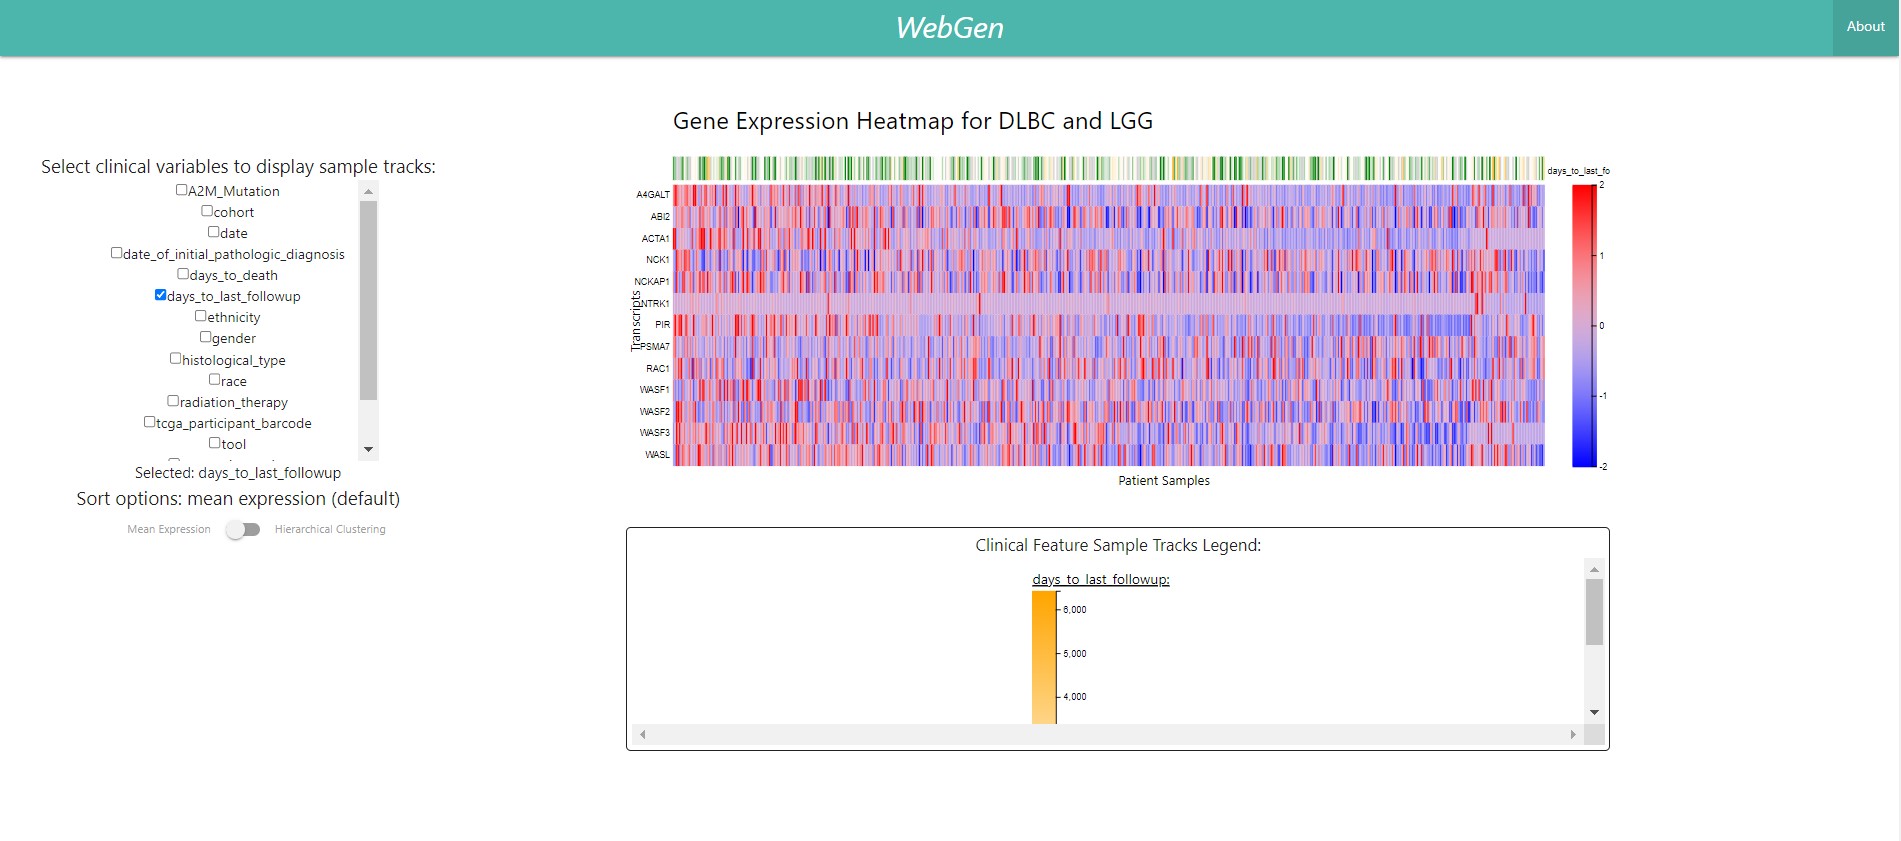 WebGen
About
Select clinical variables to display sample tracks:
A2M_Mutation
cohort
date
date_of_initial_pathologic_diagnosis
days_to_death
days_to_last_followup
ethnicity
gender
histological_type
race
radiation_therapy
tcga_participant_barcode
tool
Selected: days_to_last_followup
Sort options: mean expression (default)
Mean Expression
Hierarchical Clustering
Gene Expression Heatmap for DLBC and LGG
days_to_last_fo
A4GALT
ABI2
ACTA1
NCK1
NCKAP1
NTRK1
PIR
PSMA7
RAC1
WASF1
WASF2
WASF3
WASL
Transcripts
Patient Samples
2
1
0
-1
-2
Clinical Feature Sample Tracks Legend:
days_to_last_followup:
6,000
5,000
4,000